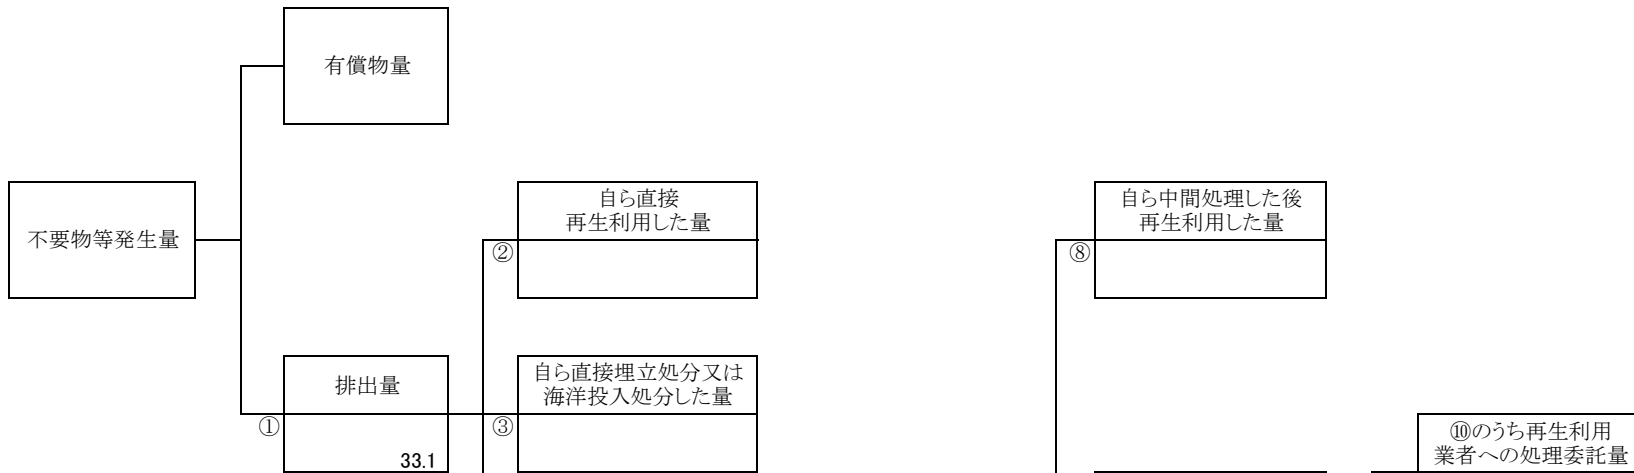 有償物量
不要物等発生量
自ら直接
再生利用した量
②
自ら中間処理した後
再生利用した量
⑧
排出量
①
33.1
自ら直接埋立処分又は
海洋投入処分した量
③
⑩のうち再生利用
業者への処理委託量